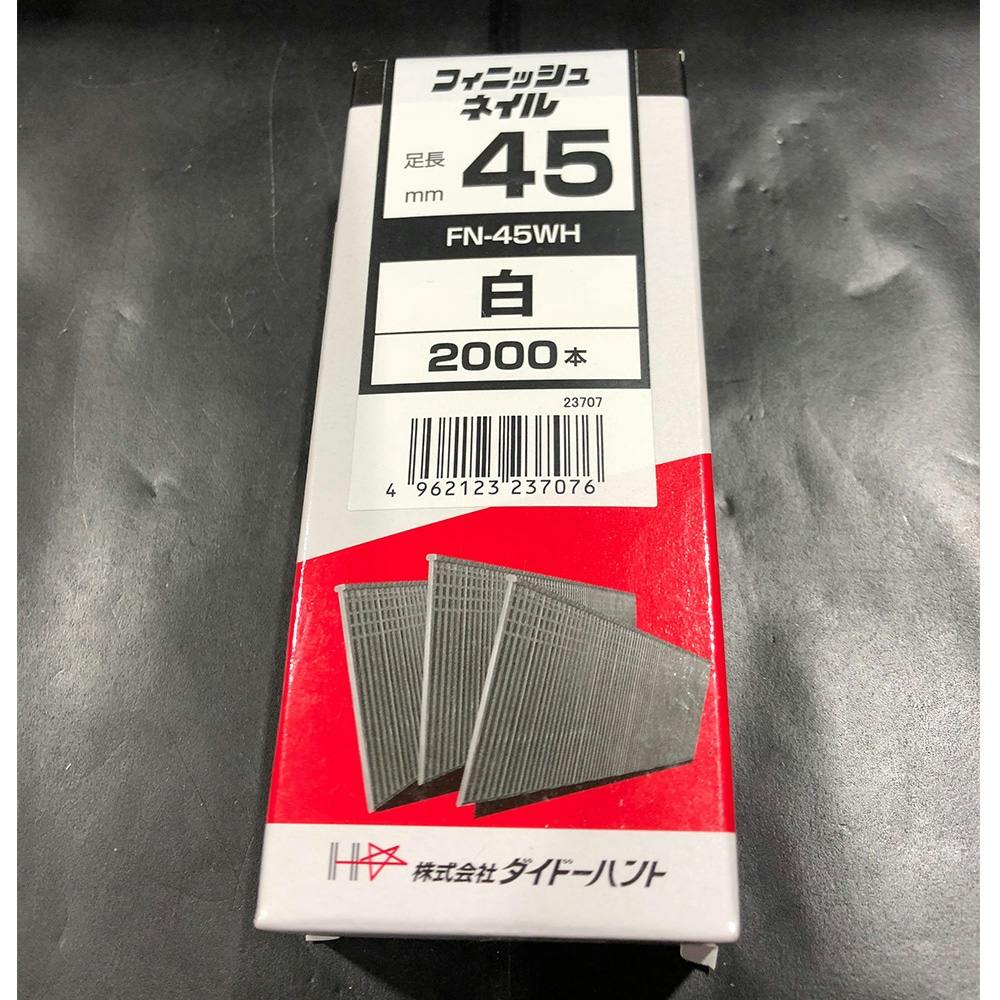 フィニッシュ
ネイル
足長
mm
45
FN-45WH
白
2000本
23707
4 962123 237076
株式会社ダイドーハント